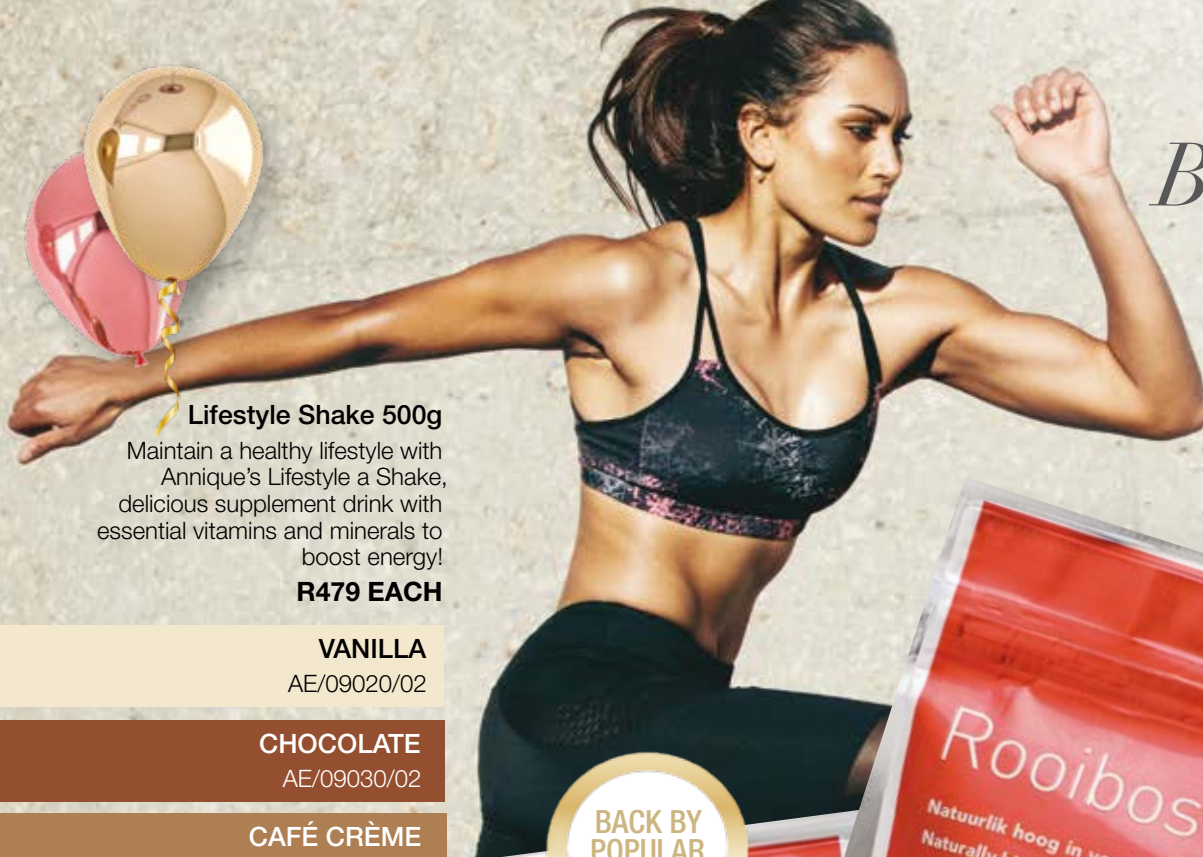 B
Lifestyle Shake 500g
Maintain a healthy lifestyle with
Annique’s Lifestyle a Shake,
delicious supplement drink with
essential vitamins and minerals to
boost energy!
R479 EACH
VANILLA
AE/09020/02
CHOCOLATE
AE/09030/02
CAFÉ CRÈME
BACK BY
POPULAR
Rooibos
Natuurlik hoog in
Naturally